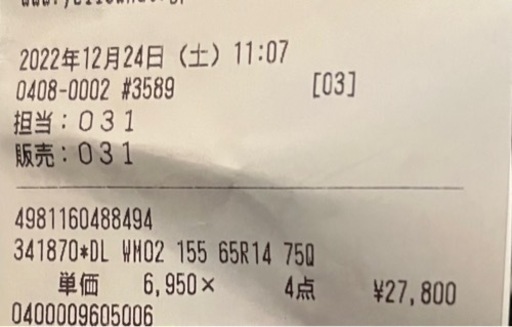 2022年12月24日（土）11:07
0408-0002 #3589 [03]
担当：０３１
販売：０３１
4981160488494
341870*DL WM02 155 65R14 75Q
単価 6,950× 4点 ¥27,800
0400009605006